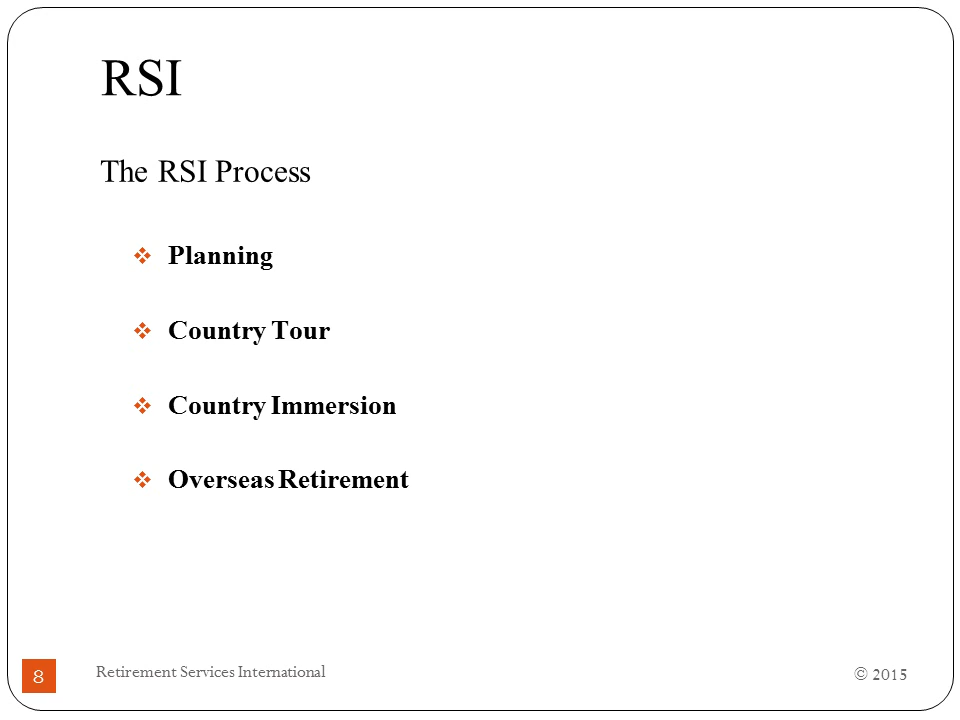 RSI
The RSI Process
❖ Planning
❖ Country Tour
❖ Country Immersion
❖ Overseas Retirement
8
Retirement Services International
© 2015